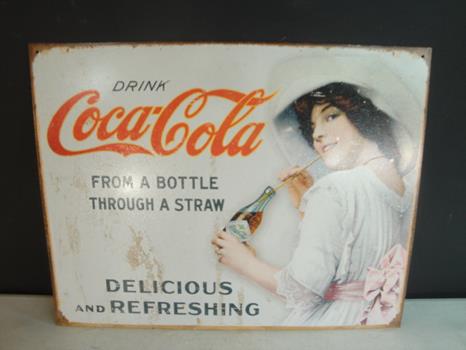 DRINK
Coca-Cola
FROM A BOTTLE
THROUGH A STRAW
DELICIOUS
AND REFRESHING